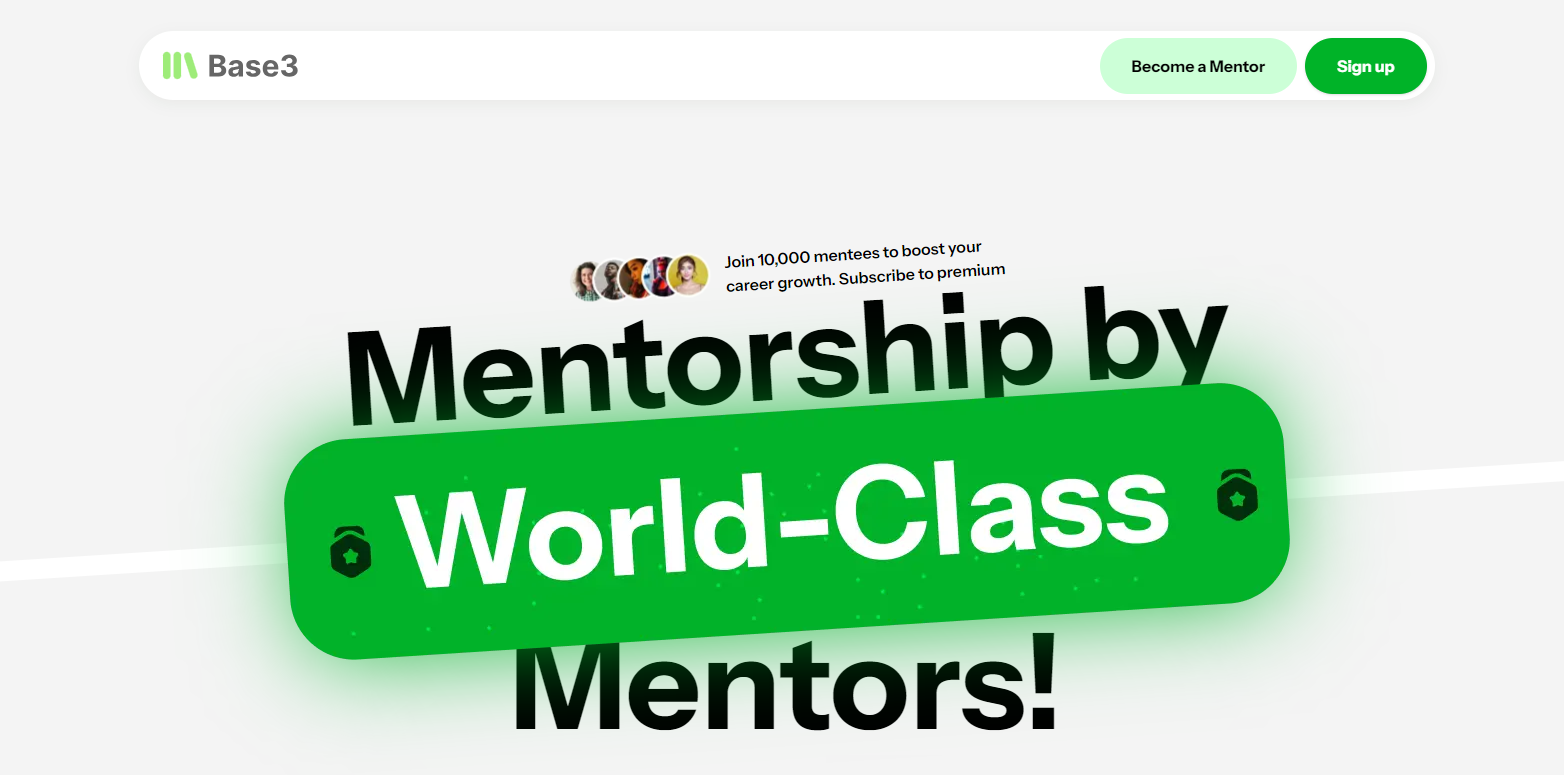 Base3
Become a Mentor
Sign up
Join 10,000 mentees to boost your
career growth. Subscribe to premium
Mentorship by
World-Class
Mentors!